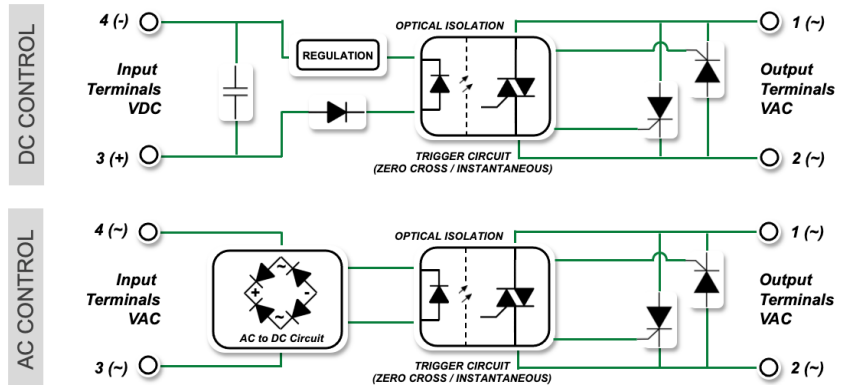 DC CONTROL
4 (-)
Input
Terminals
VDC
3 (+)
REGULATION
OPTICAL ISOLATION
TRIGGER CIRCUIT
(ZERO CROSS / INSTANTANEOUS)
1 (~)
Output
Terminals
VAC
2 (~)
AC CONTROL
4 (~)
Input
Terminals
VAC
3 (~)
~
+
-
~
AC to DC Circuit
OPTICAL ISOLATION
TRIGGER CIRCUIT
(ZERO CROSS / INSTANTANEOUS)
1 (~)
Output
Terminals
VAC
2 (~)